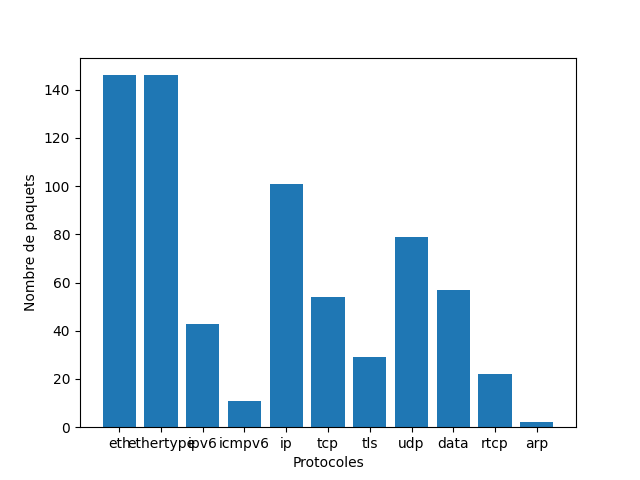 140
120
100
80
60
40
20
0
Nombre de paquets
eth ethertype ipv6 icmpv6 ip tcp tls udp data rtcp arp
Protocoles